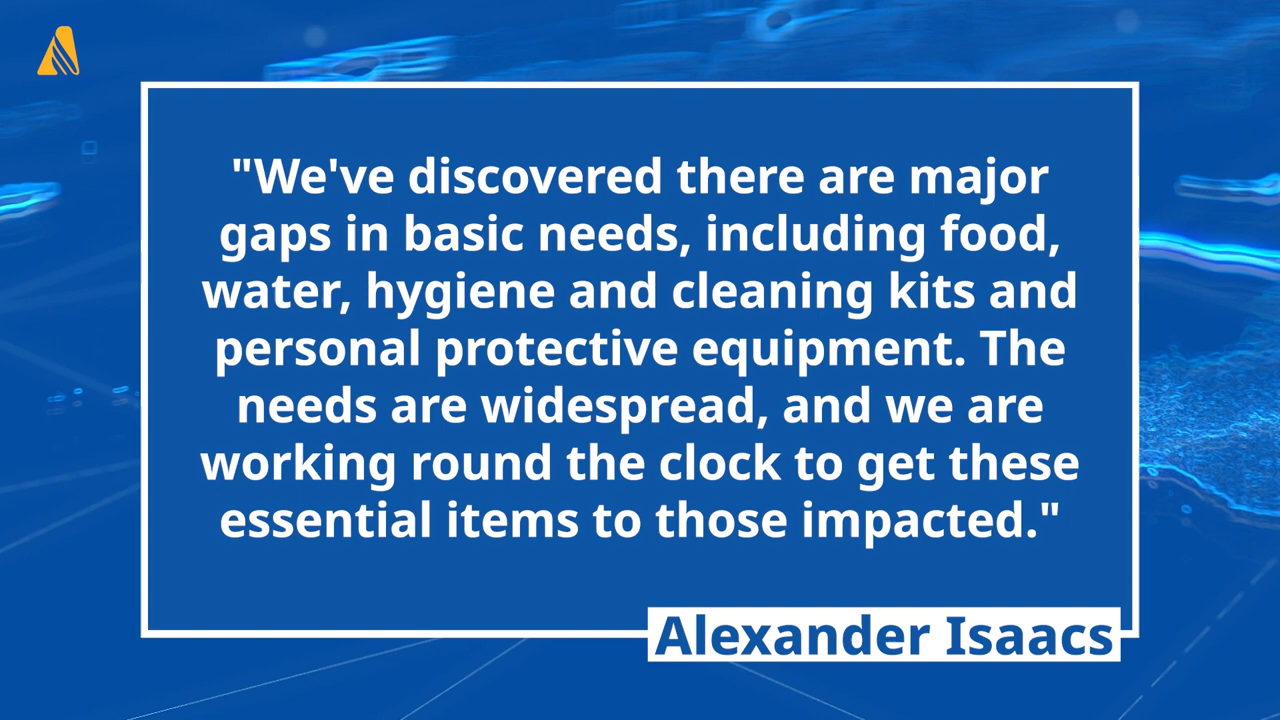 "We've discovered there are major
gaps in basic needs, including food,
water, hygiene and cleaning kits and
personal protective equipment. The
needs are widespread, and we are
working round the clock to get these
essential items to those impacted."
Alexander Isaacs